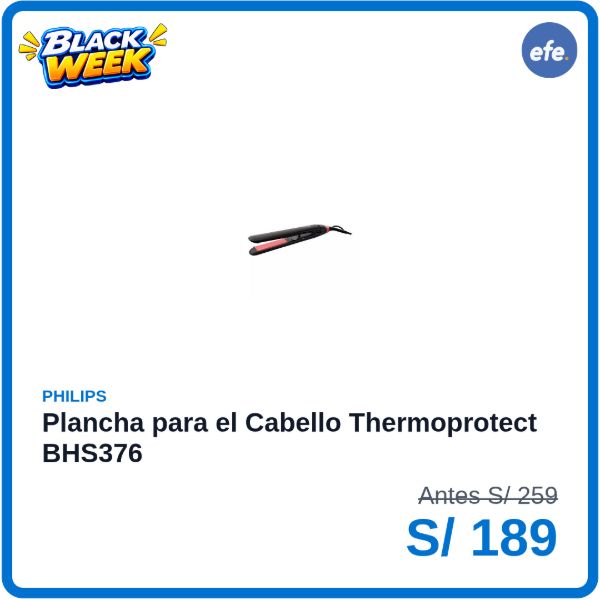 BLACK
WEEK
efe.
PHILIPS
Plancha para el Cabello Thermoprotect
BHS376
Antes S/ 259
S/ 189